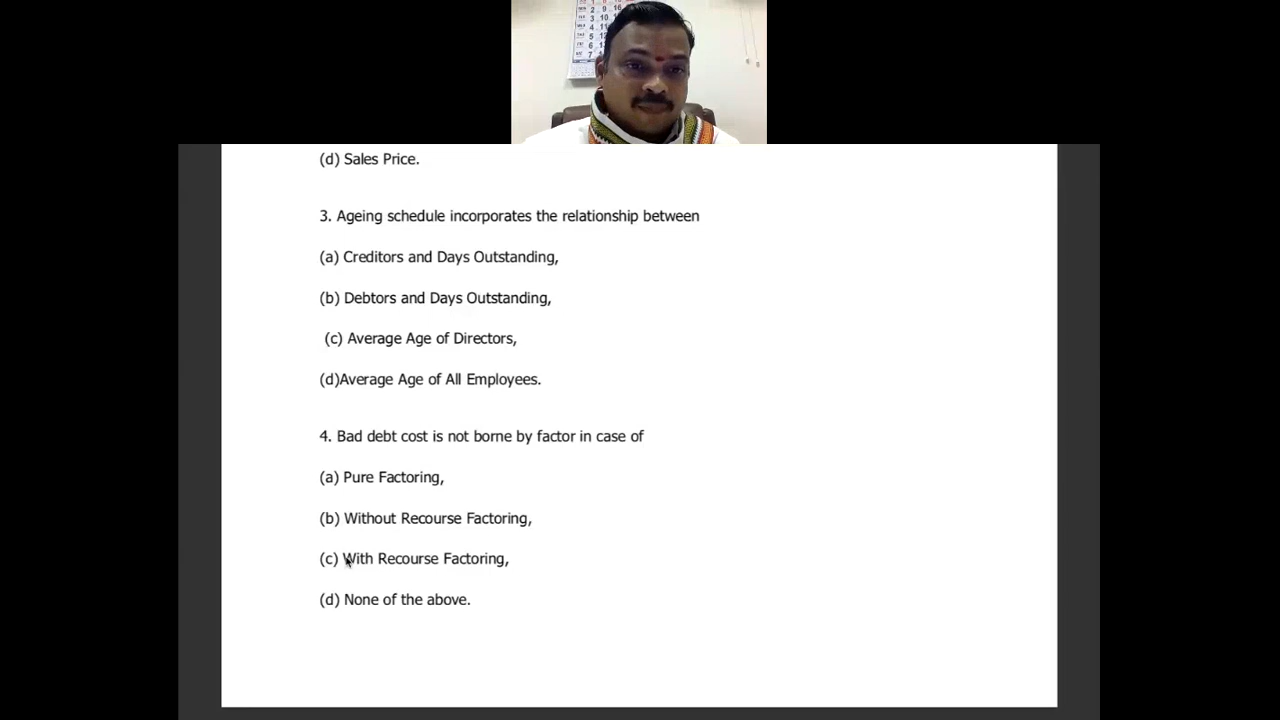 (d) Sales Price.
3. Ageing schedule incorporates the relationship between
(a) Creditors and Days Outstanding,
(b) Debtors and Days Outstanding,
(c) Average Age of Directors,
(d)Average Age of All Employees.
4. Bad debt cost is not borne by factor in case of
(a) Pure Factoring,
(b) Without Recourse Factoring,
(c) With Recourse Factoring,
(d) None of the above.